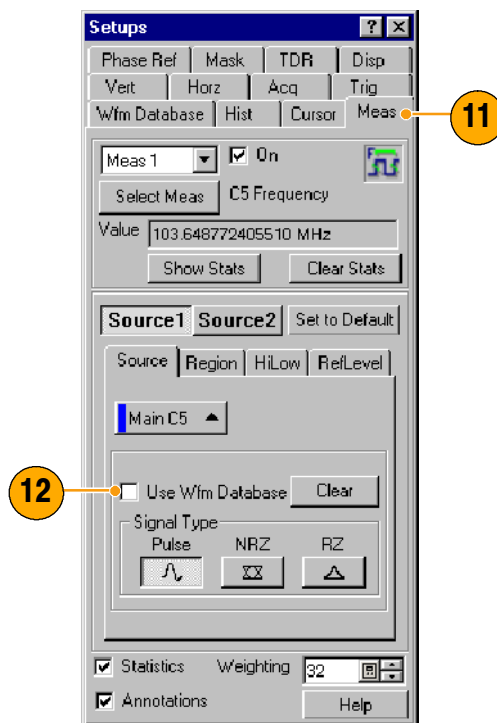 Setups
Phase Ref Mask TDR Disp
Vert Horz Acq Trig
Wfm Database Hist Cursor Meas
11
Meas 1 On
F
Select Meas C5 Frequency
Value 103.648772405510 MHz
Show Stats Clear Stats
Source1 Source2 Set to Default
Source Region HiLow RefLevel
Main C5
12
Use Wfm Database Clear
Signal Type
Pulse NRZ RZ
Statistics Weighting 32
Annotations Help